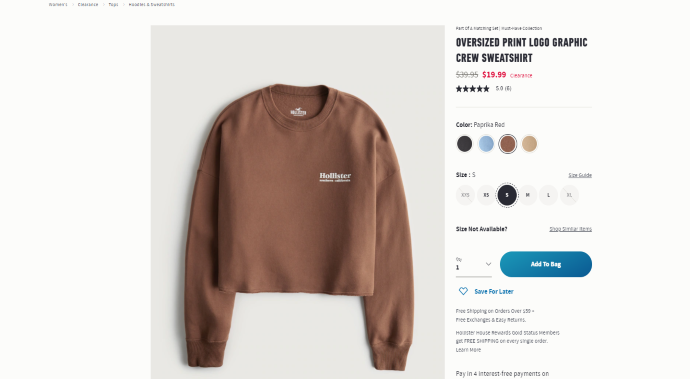 Women's > Clearance > Tops > Hoodies & Sweatshirts
Part Of A Matching Set | Must-Have Collection
OVERSIZED PRINT LOGO GRAPHIC
CREW SWEATSHIRT
$39.95 $19.99 Clearance
5.0 (6)
Color: Paprika Red
Size : S
Size Guide
XXS XS S M L XL
Size Not Available?
Shop Similar Items
Qty
1
Add To Bag
Save For Later
Free Shipping on Orders Over $59 +
Free Exchanges & Easy Returns.
Hollister House Rewards Gold Status Members
get FREE SHIPPING on every single order.
Learn More
Pay in 4 interest-free payments on
Hollister